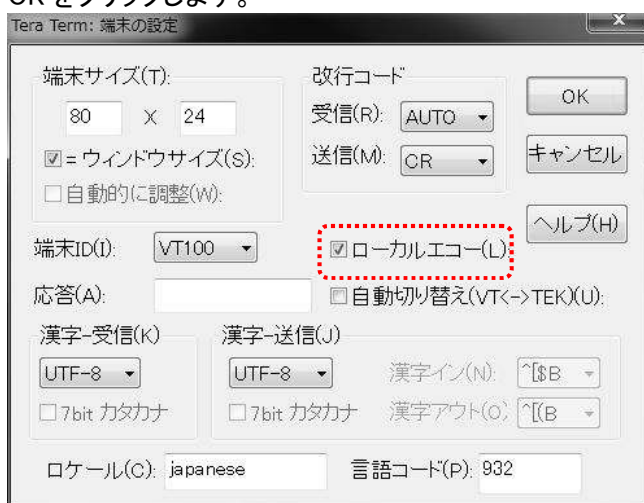 OK をクリックします。
Tera Term: 端末の設定
x
端末サイズ(T):
80 X 24
☑= ウィンドウサイズ(S):
□自動的に調整(W):
改行コード
受信(R): AUTO
送信(M): CR
OK
キャンセル
ヘルプ(H)
端末ID(I): VT100
☑ローカルエコー(L):
応答(A):
□自動切り替え(VT<->TEK)(U):
漢字-受信(K)
UTF-8
□7bit カタカナ
漢字-送信(J)
UTF-8
□7bit カタカナ
漢字イン(N): ^[$B
漢字アウト(O): ^[(B
ロケール(C): japanese
言語コード(P): 932